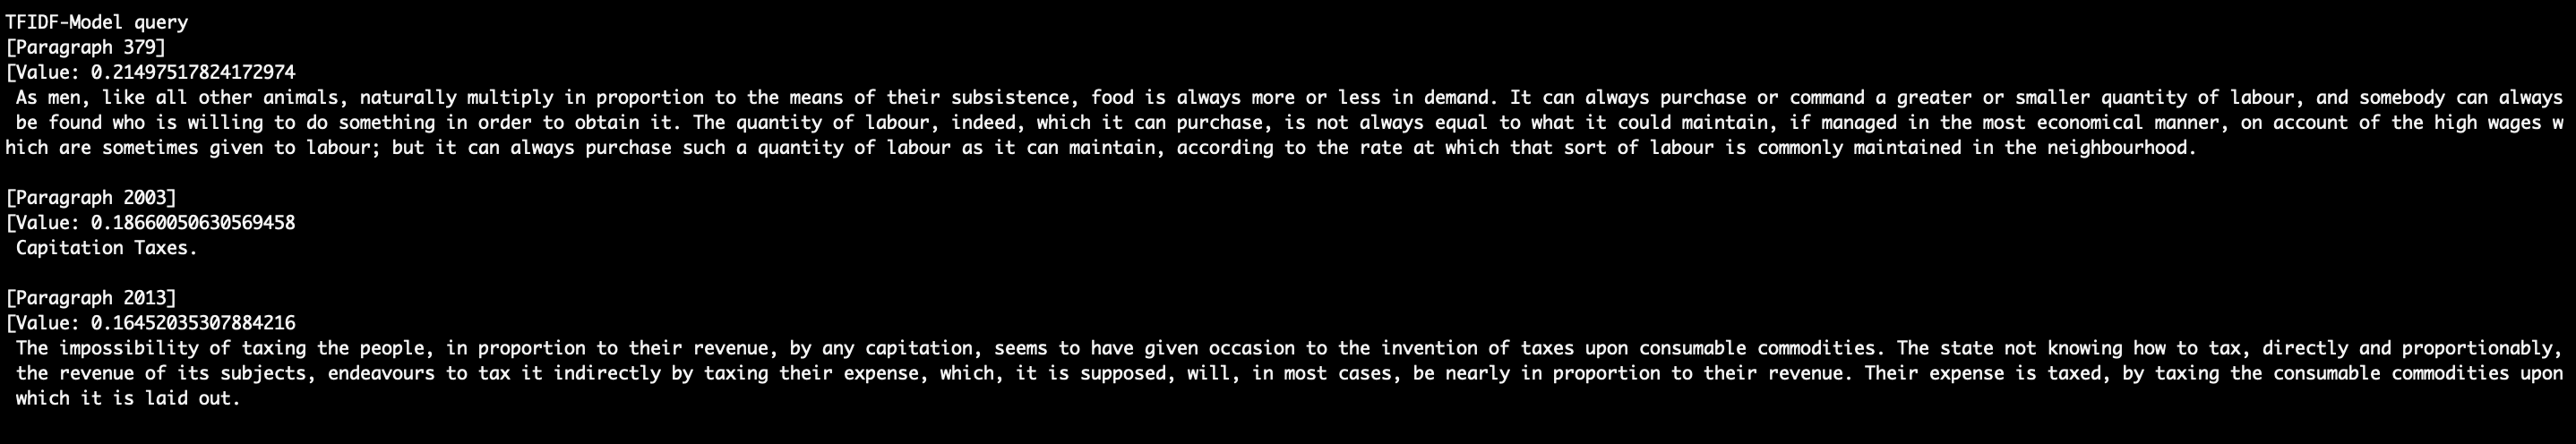 TFIDF-Model query
[Paragraph 379]
[Value: 0.21497517824172974
As men, like all other animals, naturally multiply in proportion to the means of their subsistence, food is always more or less in demand. It can always purchase or command a greater or smaller quantity of labour, and somebody can always
be found who is willing to do something in order to obtain it. The quantity of labour, indeed, which it can purchase, is not always equal to what it could maintain, if managed in the most economical manner, on account of the high wages w
hich are sometimes given to labour; but it can always purchase such a quantity of labour as it can maintain, according to the rate at which that sort of labour is commonly maintained in the neighbourhood.
[Paragraph 2003]
[Value: 0.18660050630569458
Capitation Taxes.
[Paragraph 2013]
[Value: 0.16452035307884216
The impossibility of taxing the people, in proportion to their revenue, by any capitation, seems to have given occasion to the invention of taxes upon consumable commodities. The state not knowing how to tax, directly and proportionably,
the revenue of its subjects, endeavours to tax it indirectly by taxing their expense, which, it is supposed, will, in most cases, be nearly in proportion to their revenue. Their expense is taxed, by taxing the consumable commodities upon
which it is laid out.